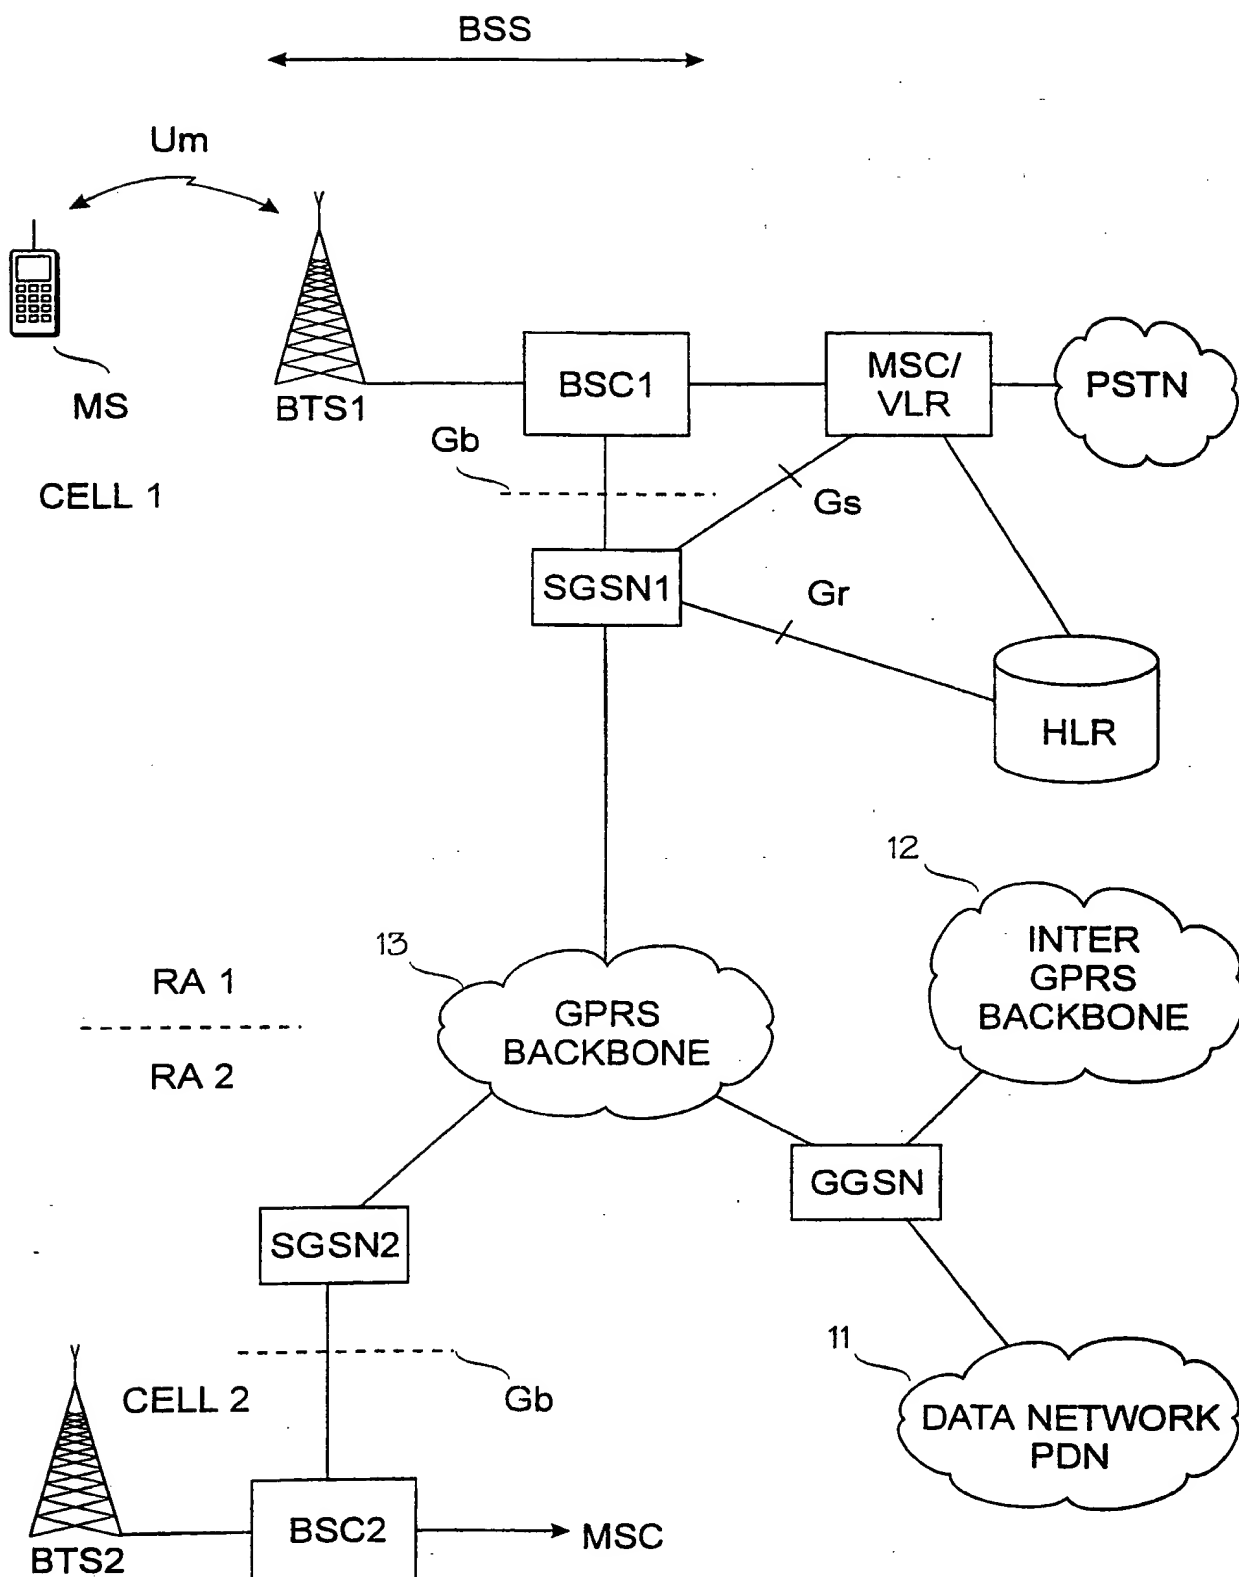 BSS
Um
MS
BTS1
BSC1
MSC/
VLR
PSTN
Gb
CELL 1
Gs
SGSN1
Gr
HLR
12
13
INTER
GPRS
BACKBONE
RA 1
GPRS
BACKBONE
RA 2
GGSN
SGSN2
11
CELL 2
Gb
DATA NETWORK
PDN
BSC2
MSC
BTS2